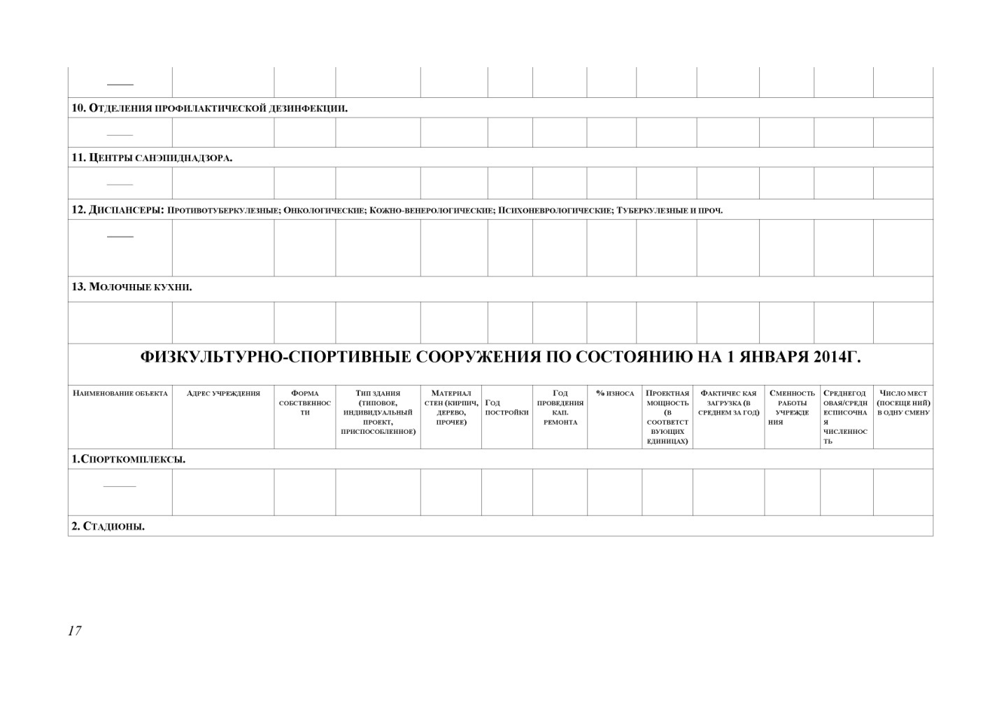 10. Отделения профилактической дезинфекции.
11. Центры санэпиднадзора.
12. Диспансеры: Противотуберкулезные; Онкологические; Кожно-венерологические; Психоневрологические; Туберкулезные и проч.
13. Молочные кухни.
ФИЗКУЛЬТУРНО-СПОРТИВНЫЕ СООРУЖЕНИЯ ПО СОСТОЯНИЮ НА 1 ЯНВАРЯ 2014Г.
Наименование объекта
Адрес учреждения
Форма
собственнос
ти
Тип здания
(типовое,
индивидуальный
проект,
приспособленное)
Материал
стен (кирпич,
дерево,
прочее)
Год
постройки
Год
проведения
кап.
ремонта
% износа
Проектная
мощность
(в
соответст
вующих
единицах)
Фактичес кая
загрузка (в
среднем за год)
Сменность
работы
учрежде
ния
Среднегод
овая/средн
есписочна
я
численнос
ть
Число мест
(посеще ний)
в одну смену
1.Спорткомплексы.
2. Стадионы.
17